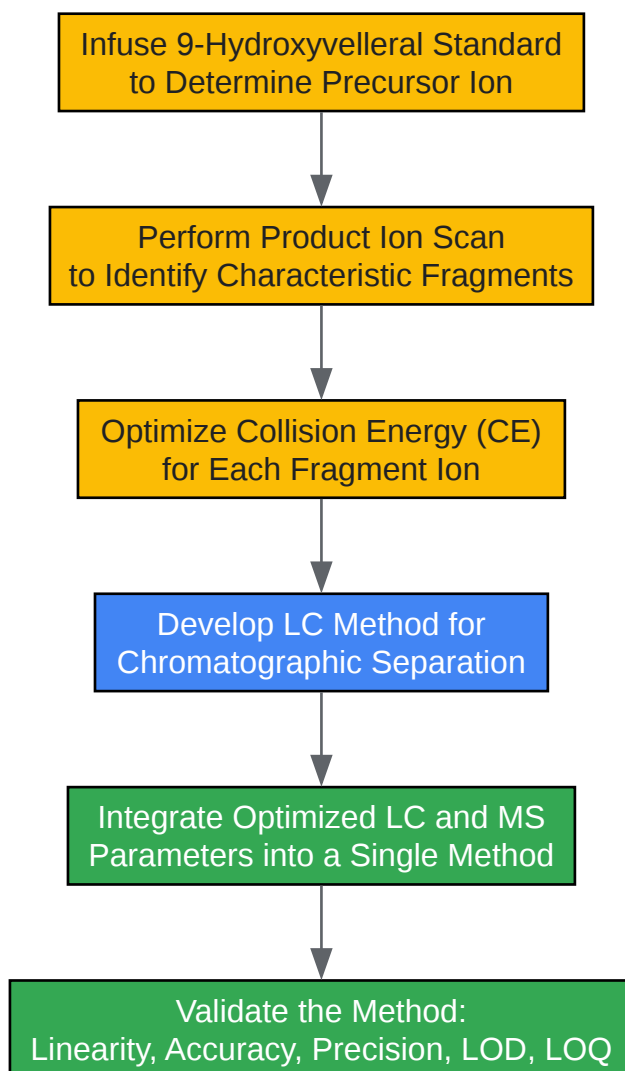 Infuse 9-Hydroxyvelleral Standard
to Determine Precursor Ion
Perform Product Ion Scan
to Identify Characteristic Fragments
Optimize Collision Energy (CE)
for Each Fragment Ion
Develop LC Method for
Chromatographic Separation
Integrate Optimized LC and MS
Parameters into a Single Method
Validate the Method:
Linearity, Accuracy, Precision, LOD, LOQ